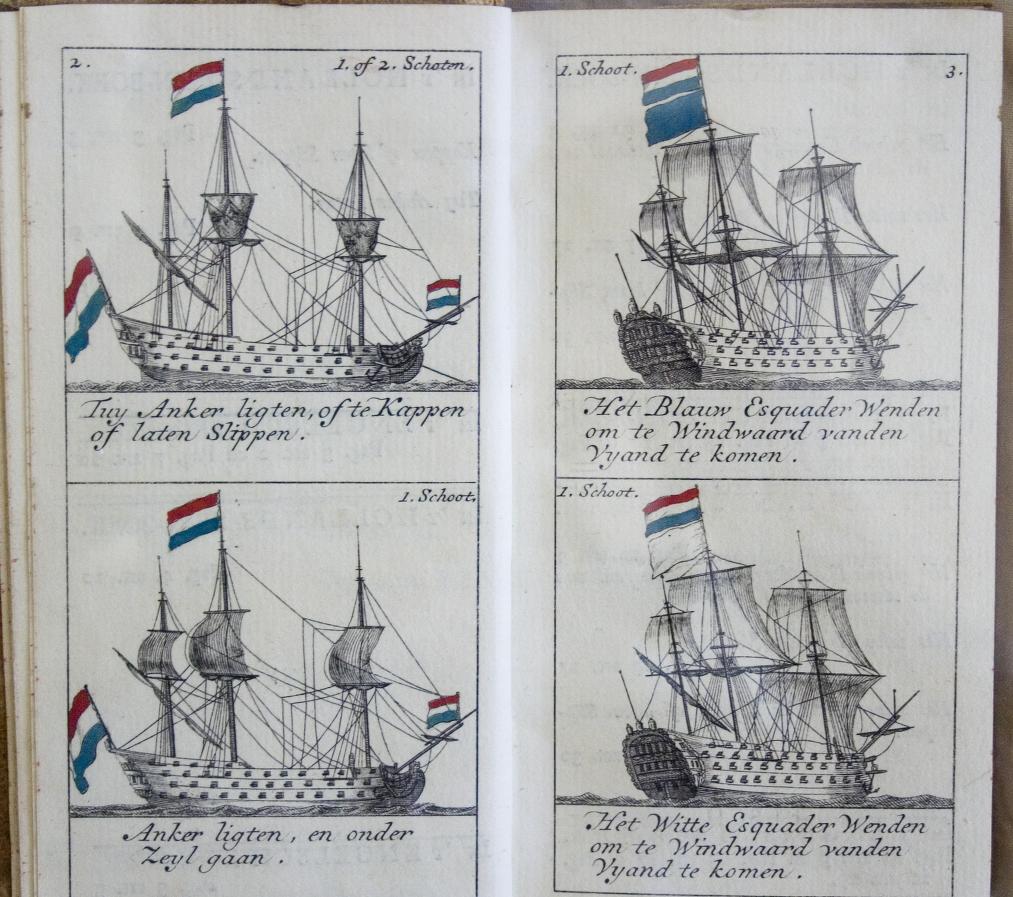 2.
1. of 2. Schoten.
Tuy Anker ligten, of te Kappen
of laten Slippen.
1. Schoot.
Anker ligten, en onder
Zeyl gaan.
1. Schoot.
3.
Het Blauw Esquader Wenden
om te Windwaard vanden
Vyand te komen.
1. Schoot.
Het Witte Esquader Wenden
om te Windwaard vanden
Vyand te komen.